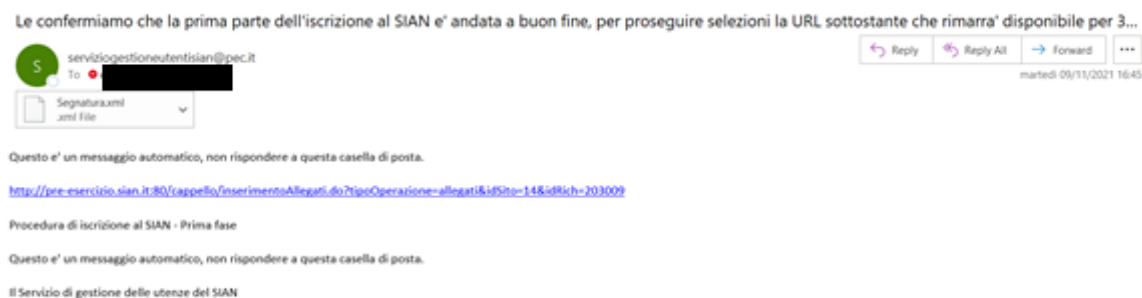 Le confermiamo che la prima parte dell'iscrizione al SIAN e' andata a buon fine, per proseguire selezioni la URL sottostante che rimarra' disponibile per 3...
S
serviziogestioneutentisian@pec.it
Reply
Reply All
Forward
...
To
martedì 09/11/2021 16:45
Segnatura.xml
.xml File
Questo e' un messaggio automatico, non rispondere a questa casella di posta.
http://pre-esercizio.sian.it:80/cappello/inserimentoAllegati.do?tipoOperazione=allegati&idSito=14&idRich=203009
Procedura di iscrizione al SIAN - Prima fase
Questo e' un messaggio automatico, non rispondere a questa casella di posta.
Il Servizio di gestione delle utenze del SIAN